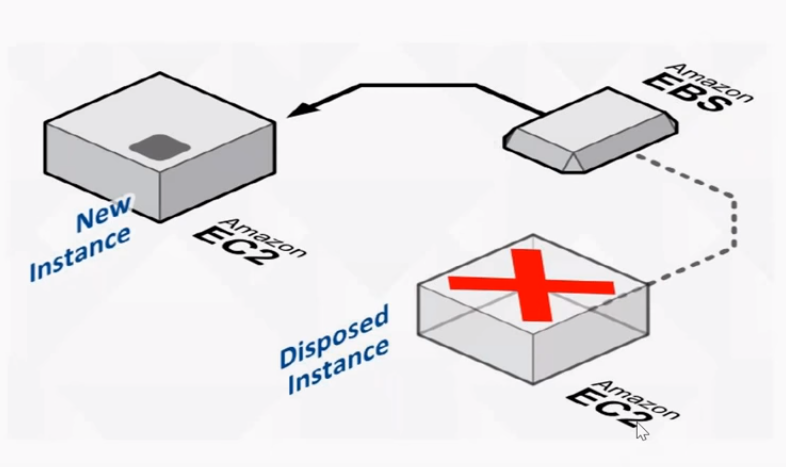 Amazon
EBS
New
Instance
Amazon
EC2
Disposed
Instance
Amazon
EC2